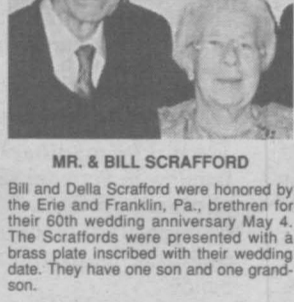 MR. & BILL SCRAFFORD
Bill and Della Scrafford were honored by
the Erie and Franklin, Pa., brethren for
their 60th wedding anniversary May 4.
The Scraffords were presented with a
brass plate inscribed with their wedding
date. They have one son and one grand-
son.